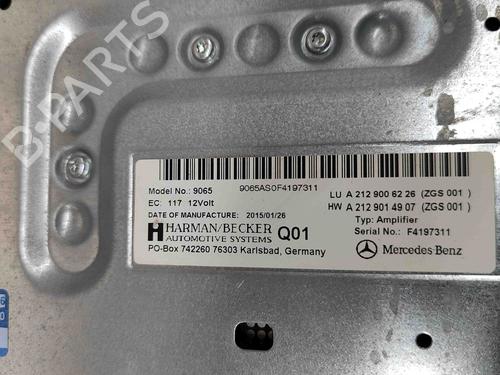 B-PARTS
Model No.: 9065
9065AS0F4197311
LU A 212 900 62 26 (ZGS 001)
EC: 117 12Volt
HW A 212 901 49 07 (ZGS 001)
DATE OF MANUFACTURE: 2015/01/26
Typ: Amplifier
HARMAN/BECKER
AUTOMOTIVE SYSTEMS
Q01
Serial No.: F4197311
PO-Box 742260 76303 Karlsbad, Germany
Mercedes-Benz